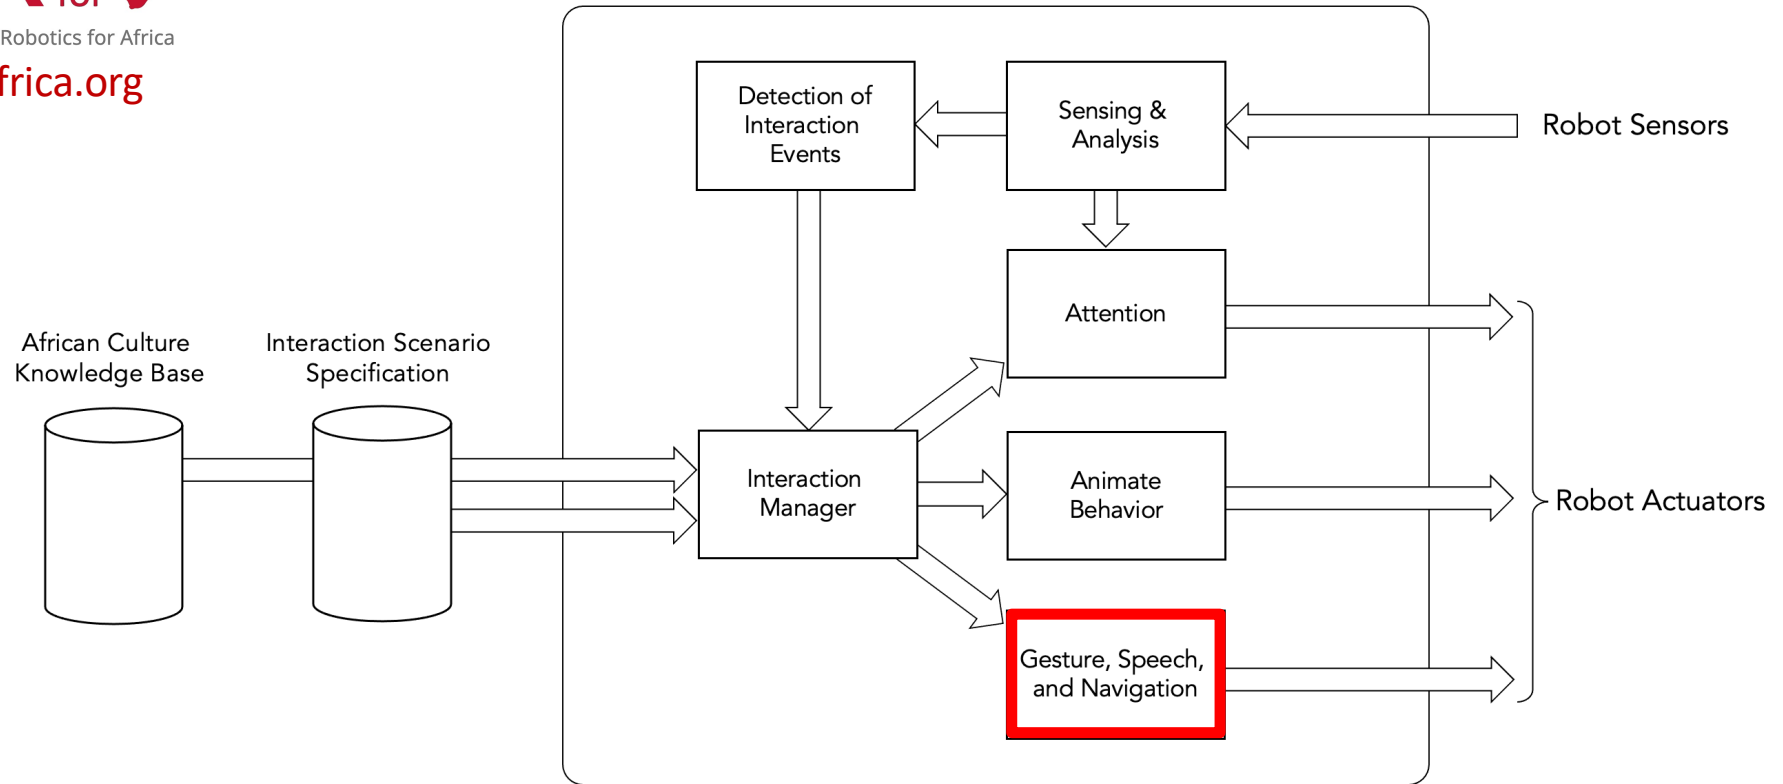 Robotics for Africa
frica.org
Detection of
Interaction
Events
Sensing &
Analysis
Robot Sensors
Attention
African Culture
Knowledge Base
Interaction Scenario
Specification
Interaction
Manager
Animate
Behavior
Robot Actuators
Gesture, Speech,
and Navigation